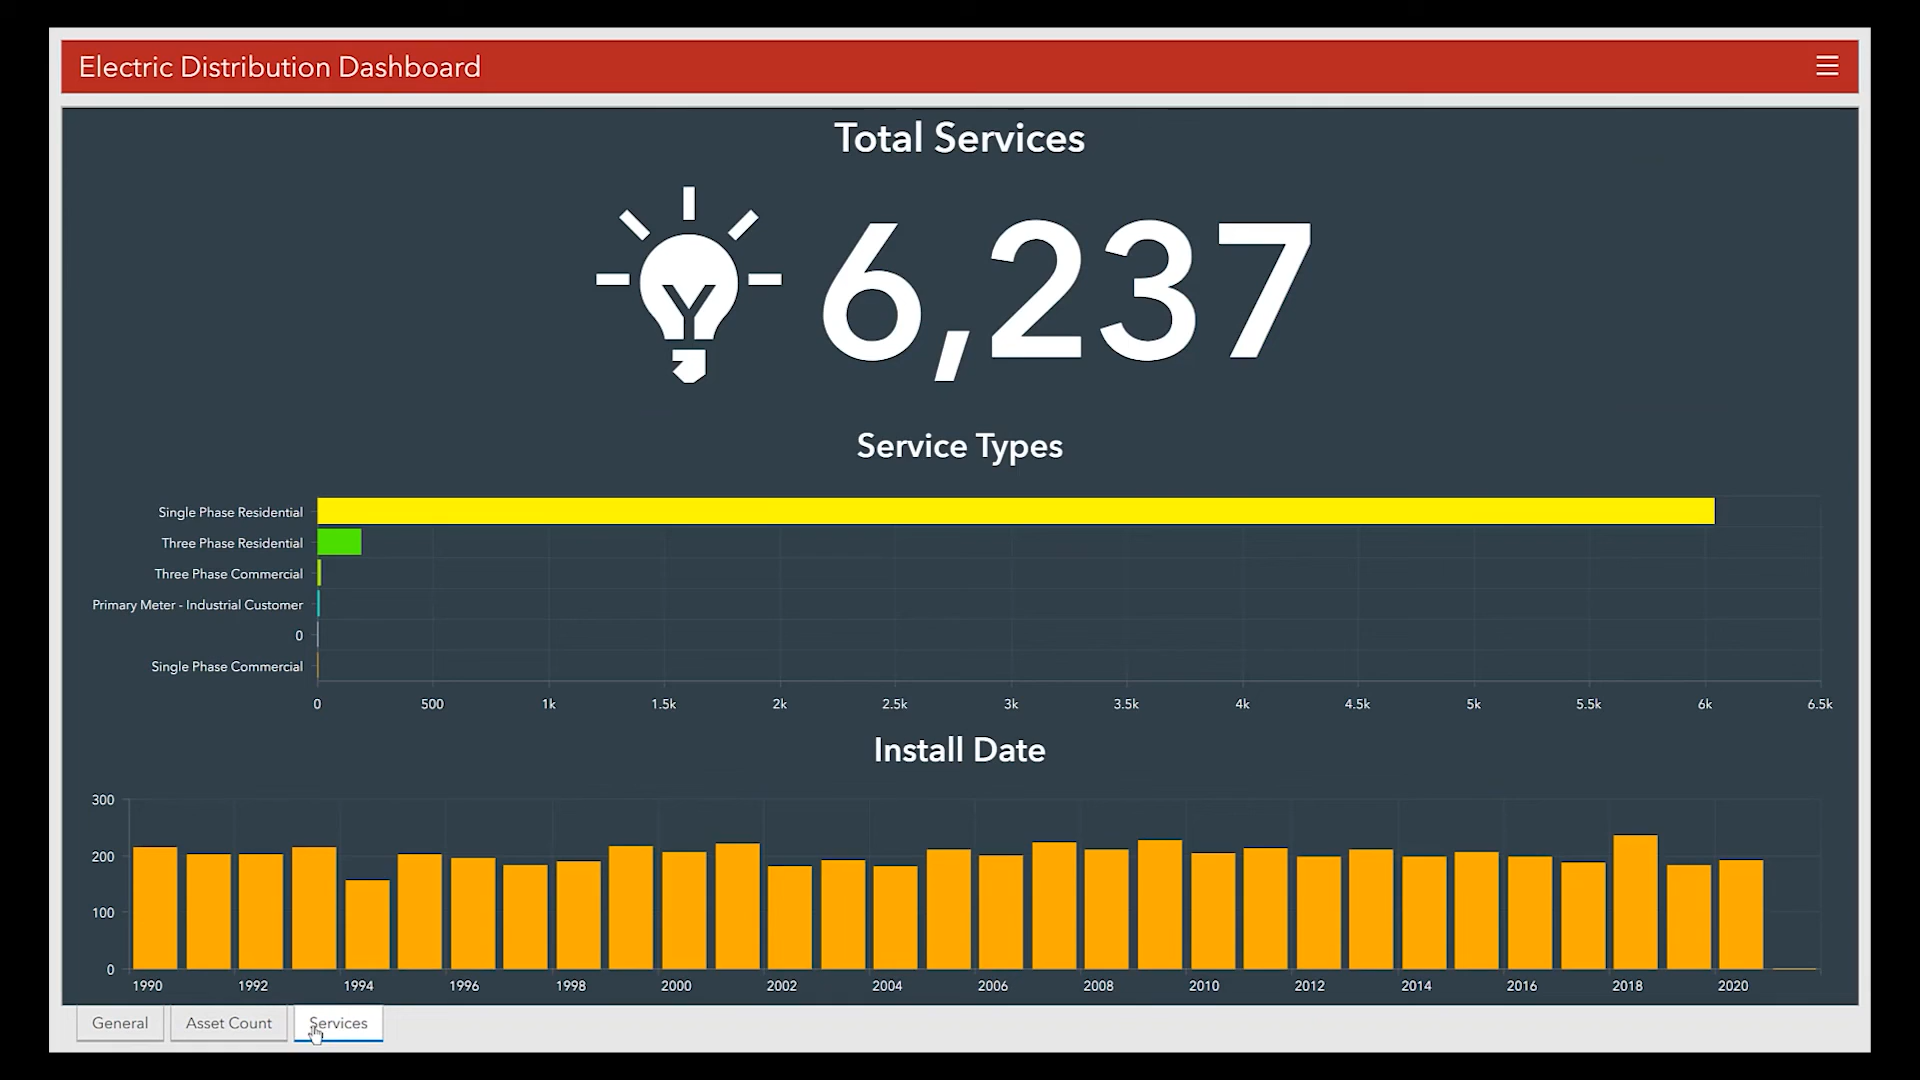 Electric Distribution Dashboard
Total Services
6,237
Service Types
Single Phase Residential
Three Phase Residential
Three Phase Commercial
Primary Meter - Industrial Customer
0
Single Phase Commercial
0 500 1k 1.5k 2k 2.5k 3k 3.5k 4k 4.5k 5k 5.5k 6k 6.5k
Install Date
300
200
100
0
1990 1992 1994 1996 1998 2000 2002 2004 2006 2008 2010 2012 2014 2016 2018 2020
General Asset Count Services